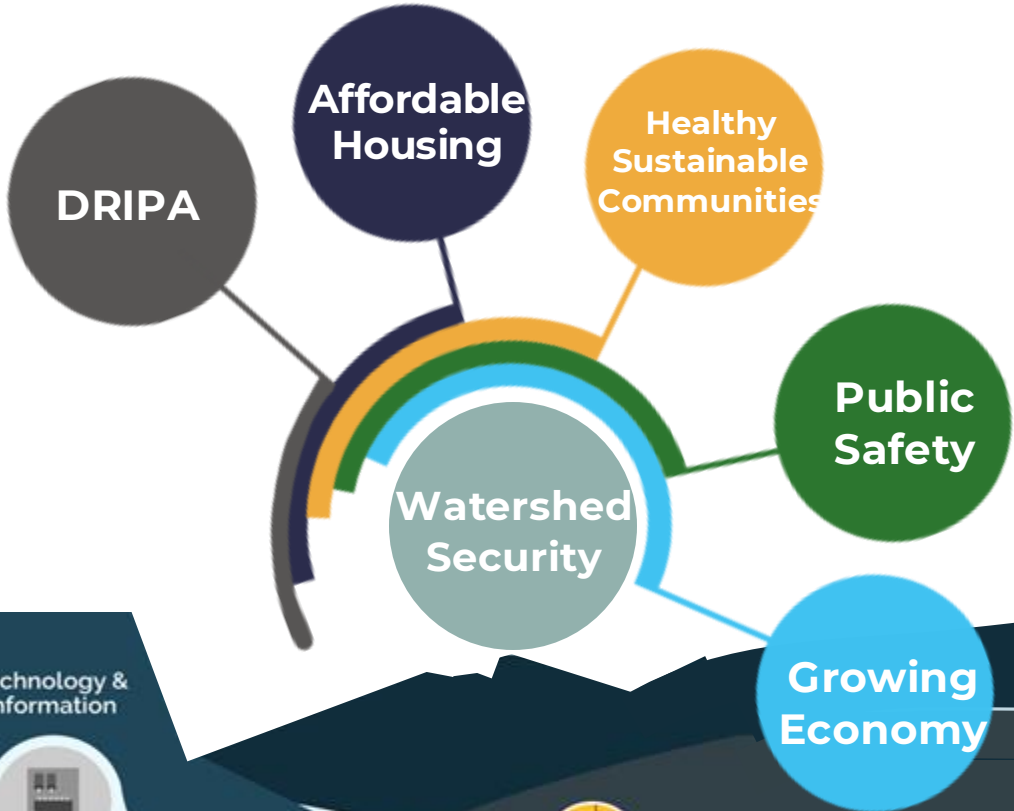 Affordable
Housing
Healthy
Sustainable
Communities
DRIPA
Public
Safety
Watershed
Security
Growing
Economy
chnology &
nformation